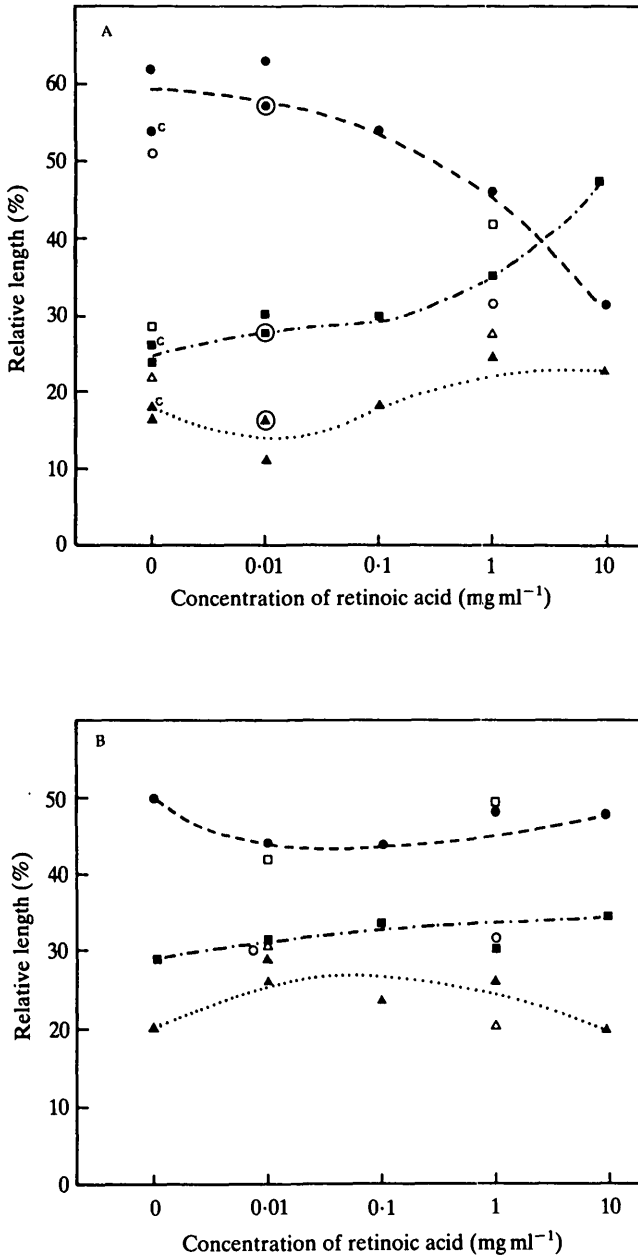 A
60
50
40
30
20
10
0
Relative length (%)
c
c
c
0
0·01
0·1
1
10
Concentration of retinoic acid (mg ml⁻¹)
B
50
40
30
20
10
0
Relative length (%)
0
0·01
0·1
1
10
Concentration of retinoic acid (mg ml⁻¹)